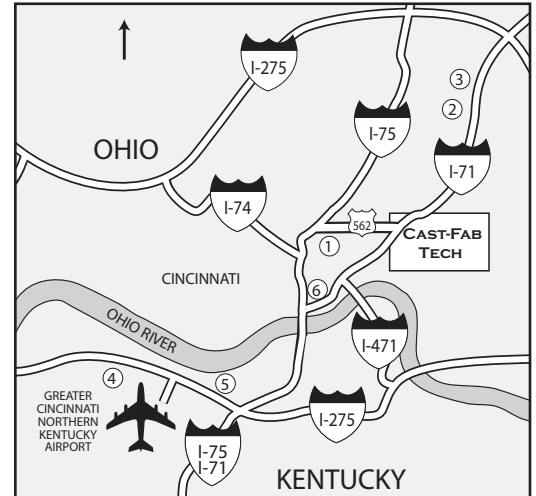 I-275
3
2
I-75
OHIO
I-71
I-74
562
1
CAST-FAB
TECH
CINCINNATI
6
OHIO RIVER
I-471
4
5
GREATER
CINCINNATI
NORTHERN
KENTUCKY
AIRPORT
I-275
I-75
I-71
KENTUCKY